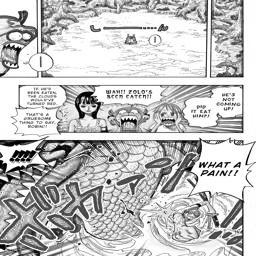 IF HE'S
BEEN EATEN,
THE CLOUDS
WOULD'VE
TURNED RED.
THAT'S A
GRUESOME
THING TO SAY,
ROBIN!!
WAH!! ZOLO'S
BEEN EATEN!!
DID
IT EAT
HIM?!
HE'S
NOT
COMING
UP!
WHAT A
PAIN!!